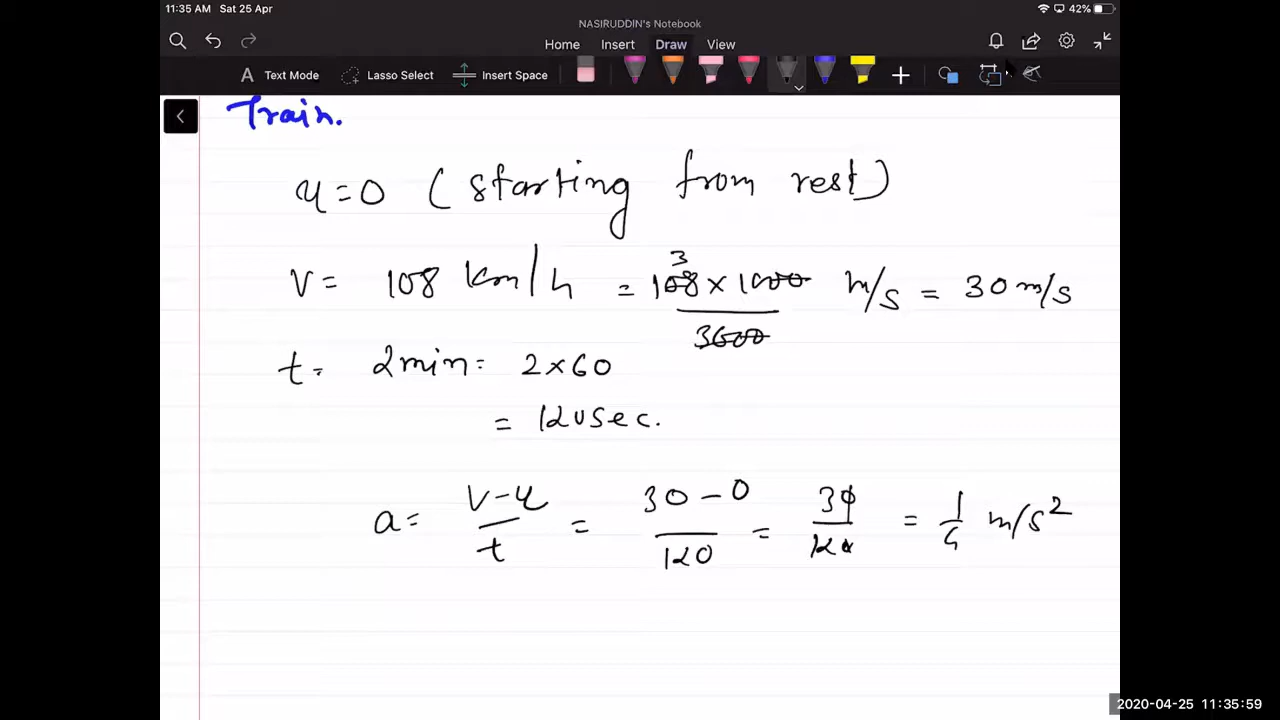 11:35 AM Sat 25 Apr
42%
NASIRUDDIN's Notebook
Home Insert Draw View
Text Mode Lasso Select Insert Space
Train.
u=0 (starting from rest)
V= 108 Km/h = 108 x 1000 / 3600 m/s = 30 m/s
3
t= 2 min= 2x60
= 120 sec.
a= V-u / t = 30-0 / 120 = 30 / 120 = 1/4 m/s²
2020-04-25 11:35:59